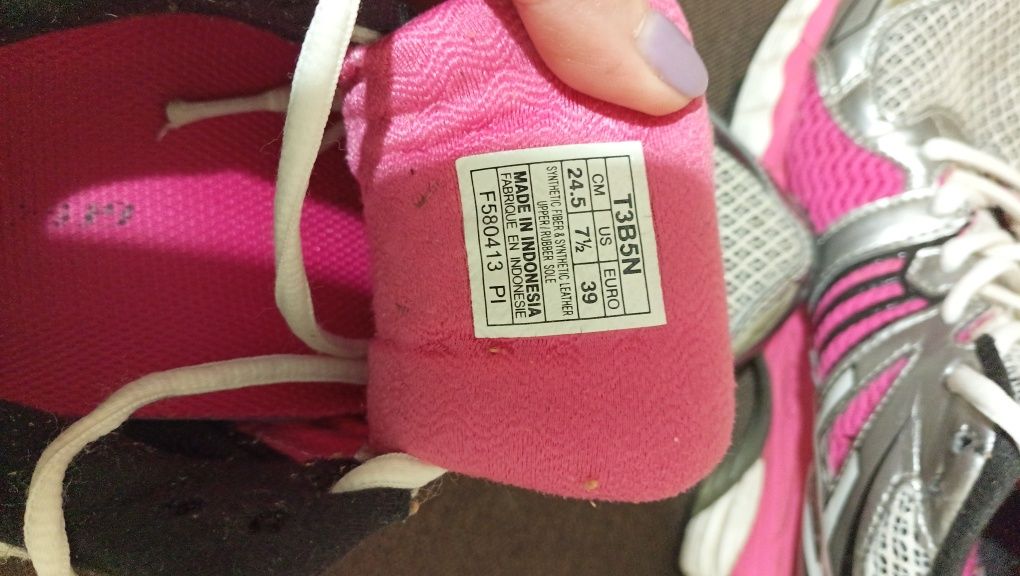 T3B5N
CM US EURO
24.5 7½ 39
SYNTHETIC FIBER & SYNTHETIC LEATHER
UPPER/RUBBER SOLE
MADE IN INDONESIA
FABRIQUE EN INDONESIE
F580413 PI